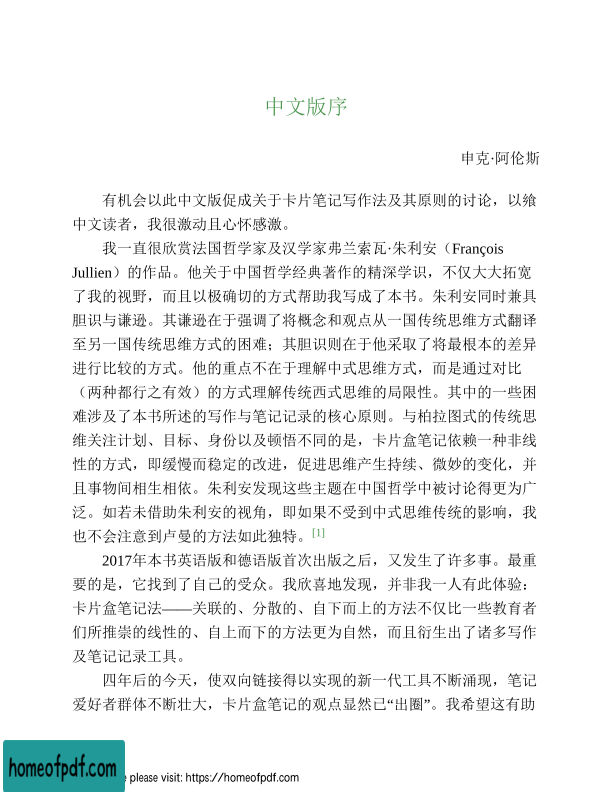 中文版序
申克·阿伦斯
有机会以此中文版促成关于卡片笔记写作法及其原则的讨论，以飨
中文读者，我很激动且心怀感激。
我一直很欣赏法国哲学家及汉学家弗兰索瓦·朱利安（François
Jullien）的作品。他关于中国哲学经典著作的精深学识，不仅大大拓宽
了我的视野，而且以极确切的方式帮助我写成了本书。朱利安同时兼具
胆识与谦逊。其谦逊在于强调了将概念和观点从一国传统思维方式翻译
至另一国传统思维方式的困难；其胆识则在于他采取了将最根本的差异
进行比较的方式。他的重点不在于理解中式思维方式，而是通过对比
（两种都行之有效）的方式理解传统西式思维的局限性。其中的一些困
难涉及了本书所述的写作与笔记记录的核心原则。与柏拉图式的传统思
维关注计划、目标、身份以及顿悟不同的是，卡片盒笔记依赖一种非线
性的方式，即缓慢而稳定的改进，促进思维产生持续、微妙的变化，并
且事物间相生相依。朱利安发现这些主题在中国哲学中被讨论得更为广
泛。如若未借助朱利安的视角，即如果不受到中式思维传统的影响，我
也不会注意到卢曼的方法如此独特。[1]
2017年本书英语版和德语版首次出版之后，又发生了许多事。最重
要的是，它找到了自己的受众。我欣喜地发现，并非我一人有此体验：
卡片盒笔记法——关联的、分散的、自下而上的方法不仅比一些教育者
们所推崇的线性的、自上而下的方法更为自然，而且衍生出了诸多写作
及笔记记录工具。
四年后的今天，使双向链接得以实现的新一代工具不断涌现，笔记
爱好者群体不断壮大，卡片盒笔记的观点显然已“出圈”。我希望这有助
homeofpdf.com
e please visit: https://homeofpdf.com